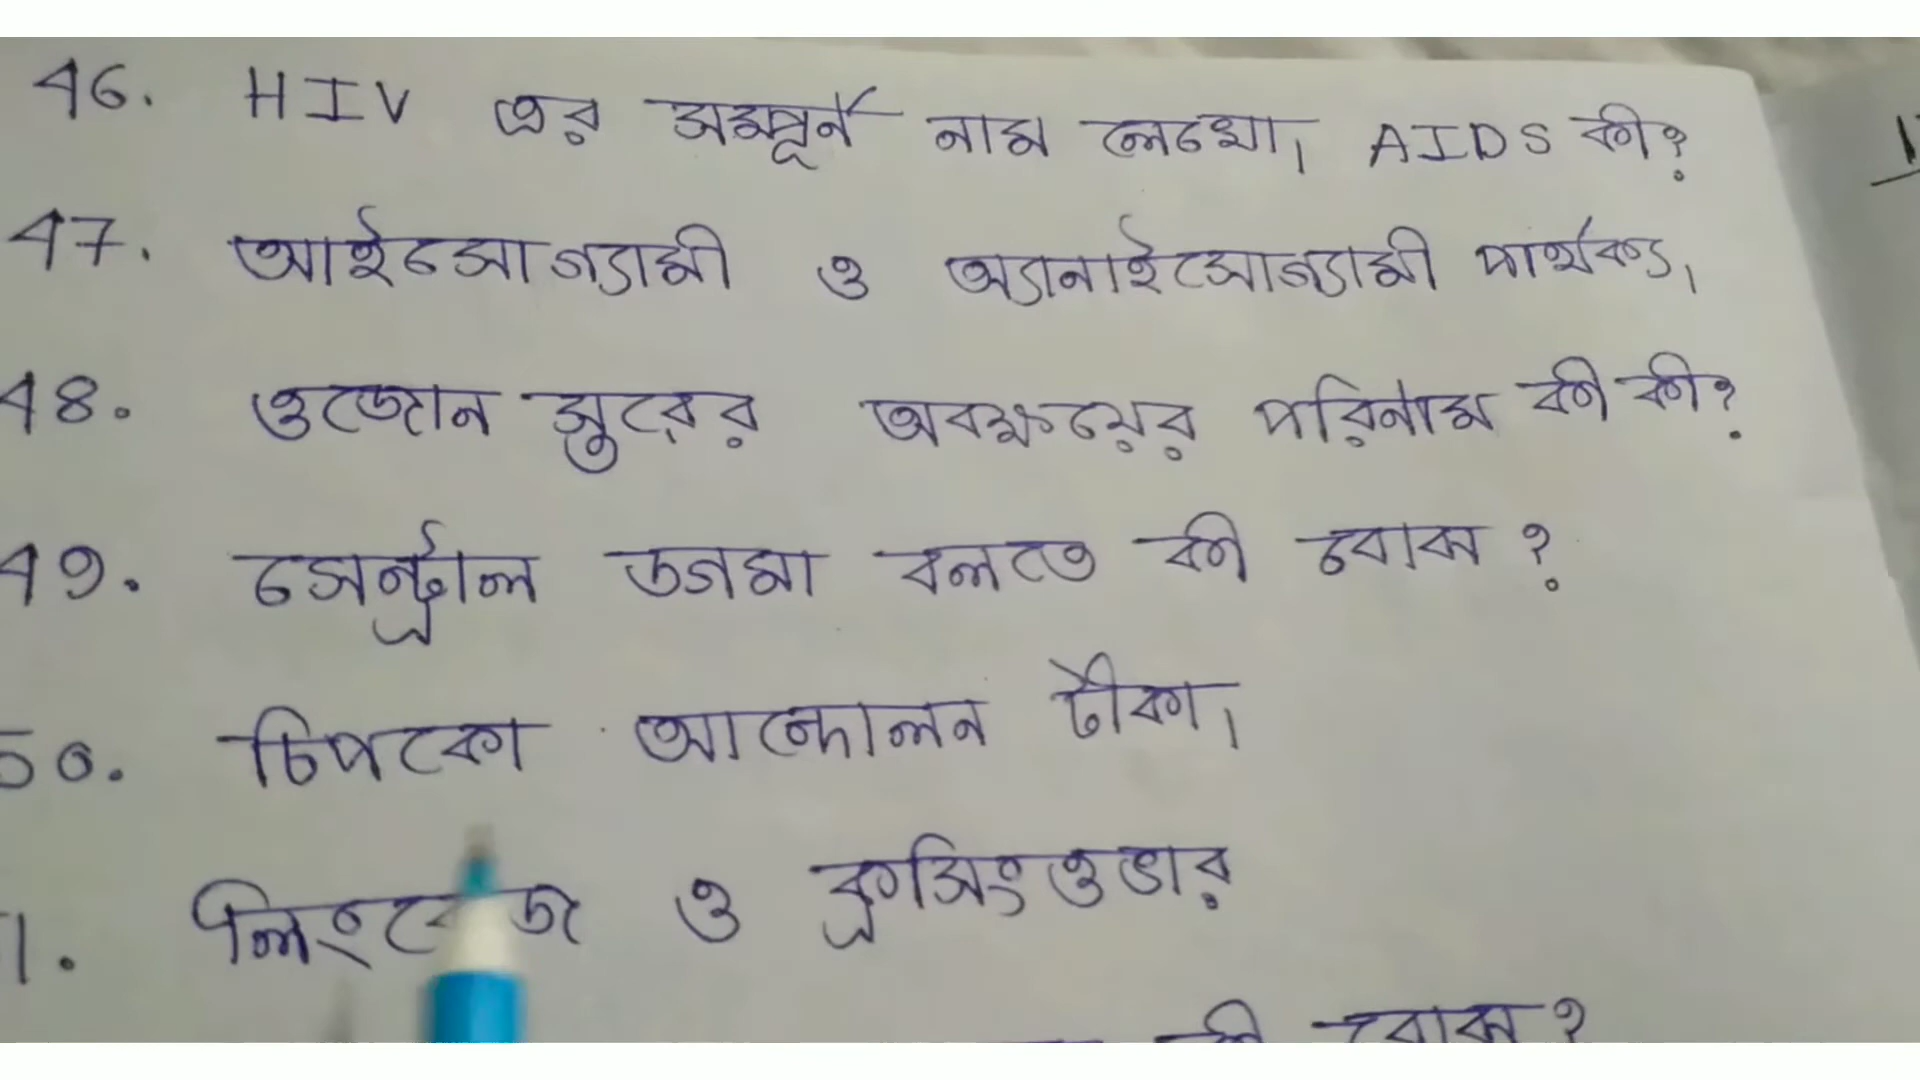 46. HIV এর সম্পূর্ন নাম লেখো। AIDS কী?
47. আইসোগ্যামী ও অ্যানাইসোগ্যামী পার্থক্য।
48. ওজোন স্তরের অবক্ষয়ের পরিনাম কী কী?
49. সেন্ট্রাল ডগমা বলতে কী বোঝ?
50. চিপকো আন্দোলন টীকা।
1. লিংকেজ ও ক্রসিংওভার
কী বোঝ?